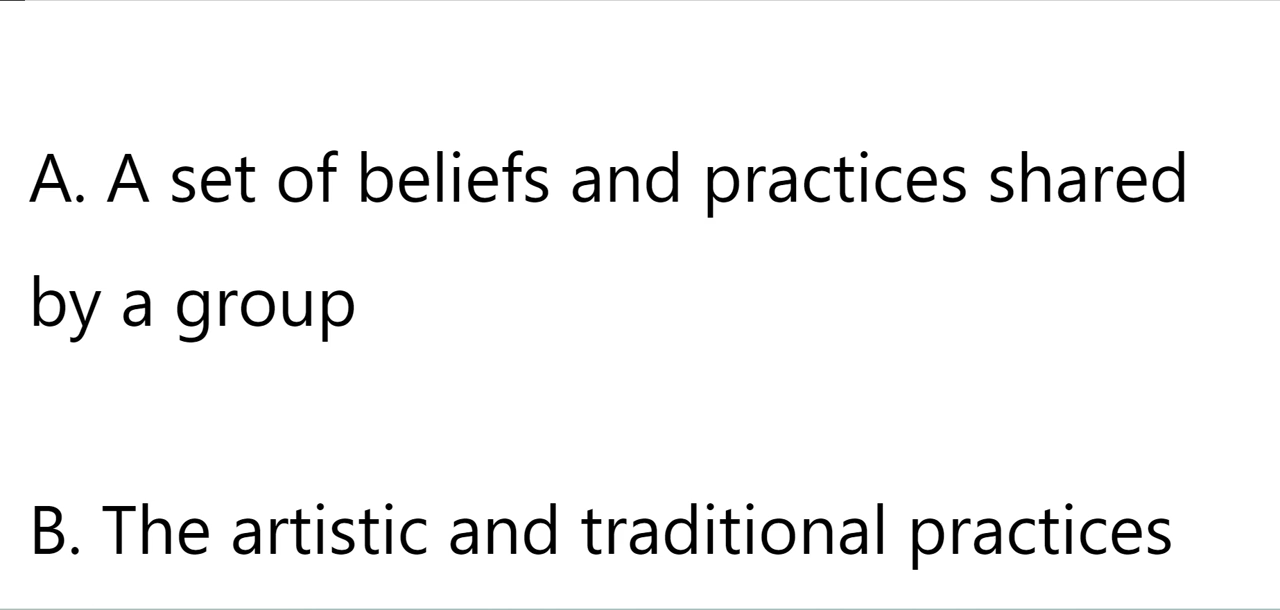 A. A set of beliefs and practices shared
by a group
B. The artistic and traditional practices